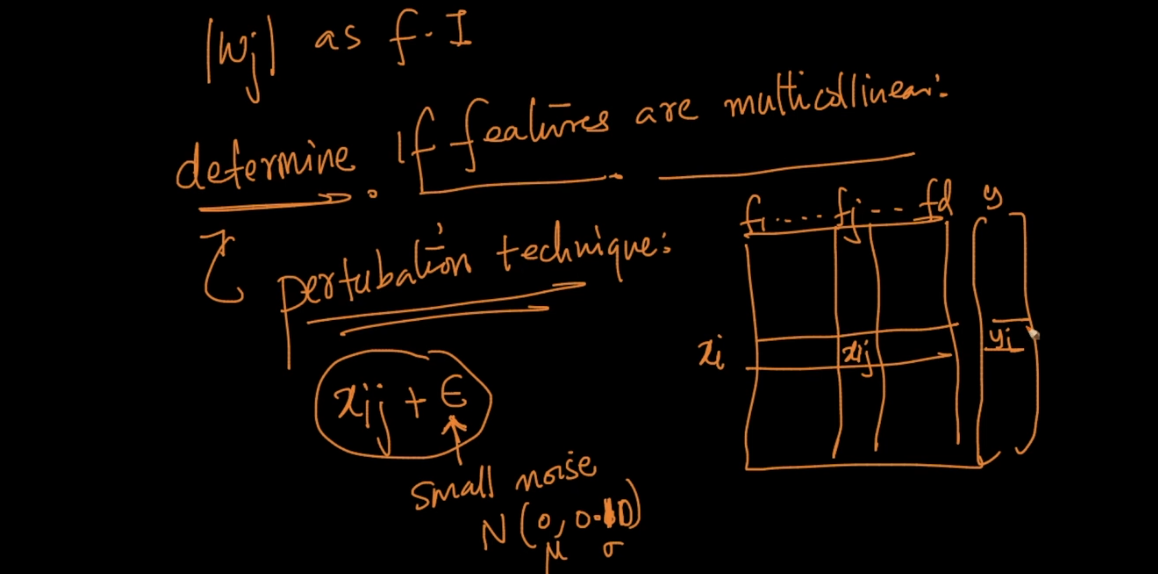 |wj| as f.I
determine. If features are multicollinear:
pertubation technique:
f1.....fj -- fd y
xi xij yi
xij + ε
small noise
N(0, 0.
μ σ